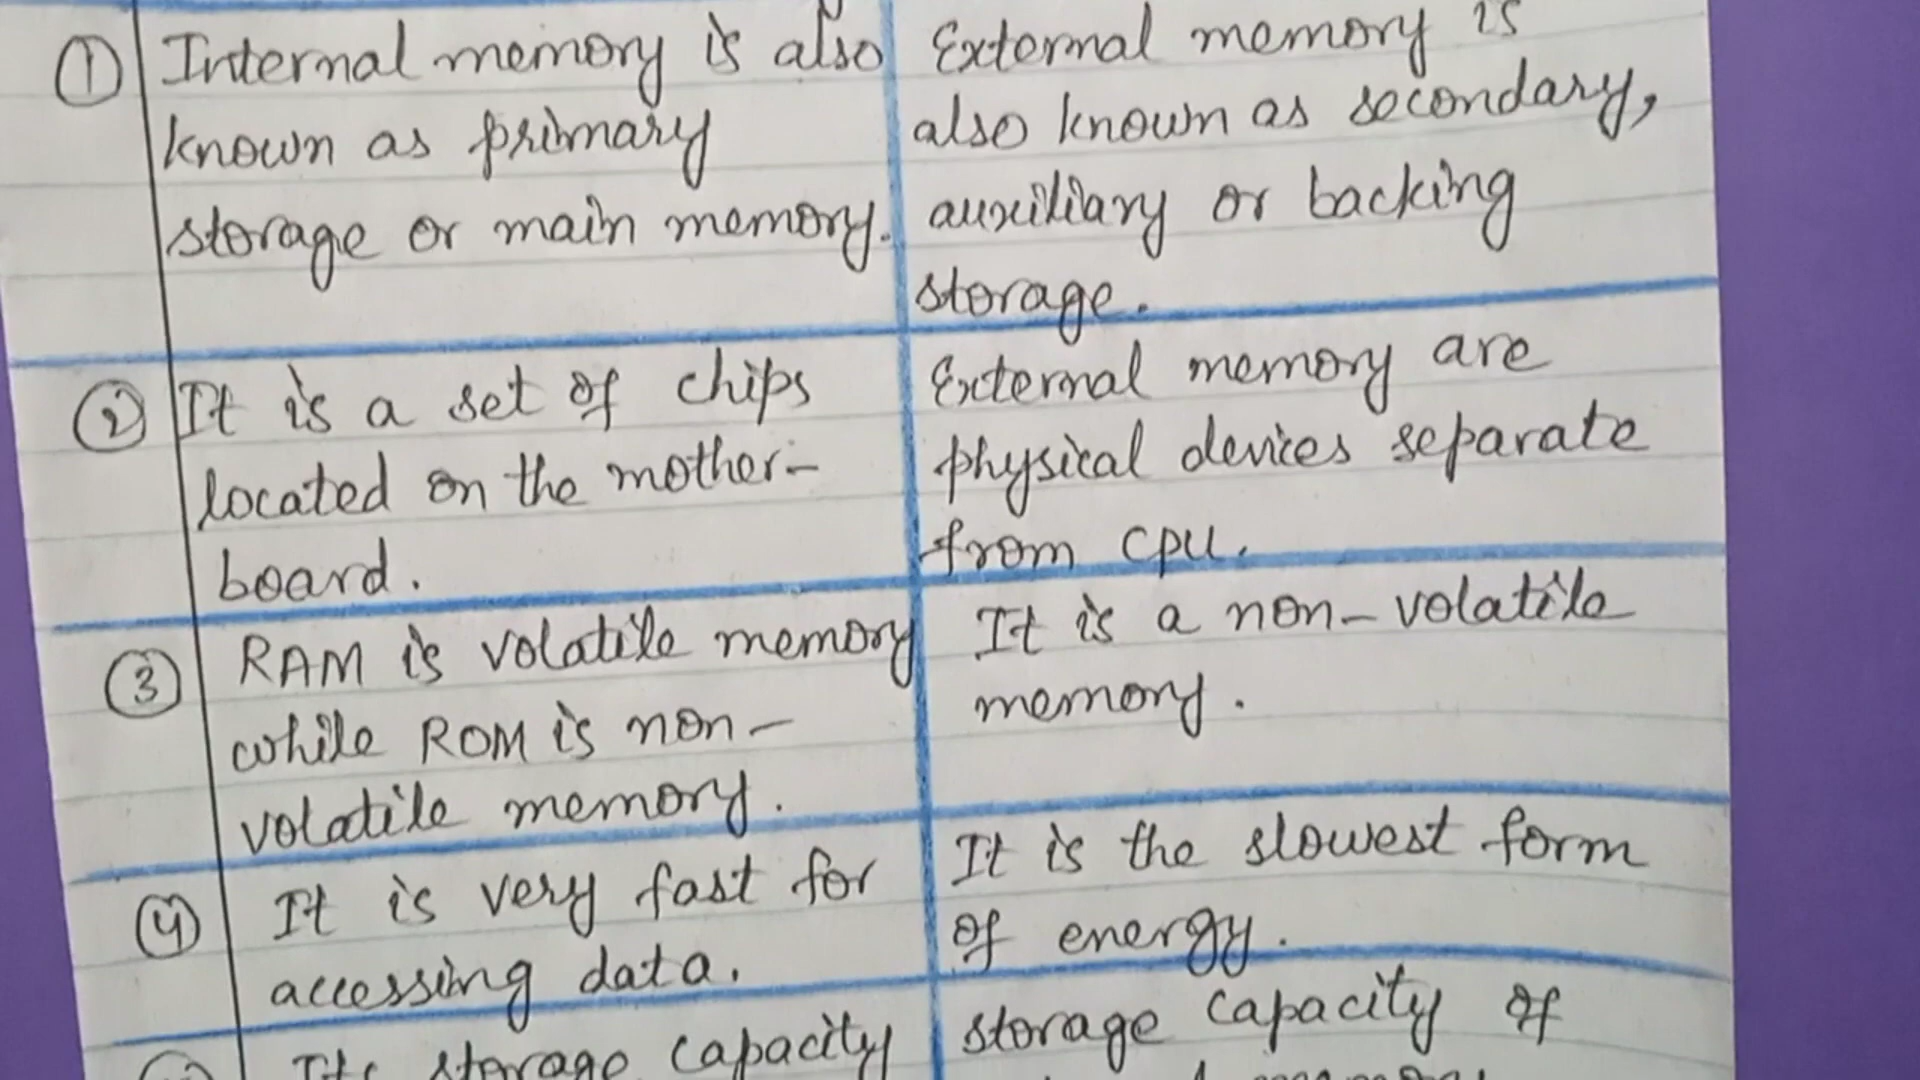 ① Internal memory is also
known as primary
storage or main memory.
External memory is
also known as secondary,
auxiliary or backing
storage.
② It is a set of chips
located on the mother-
board.
External memory are
physical devices separate
from CPU.
③ RAM is volatile memory
while ROM is non-
volatile memory.
It is a non-volatile
memory.
④ It is very fast for
accessing data.
It is the slowest form
of energy.
Its storage capacity
storage capacity of